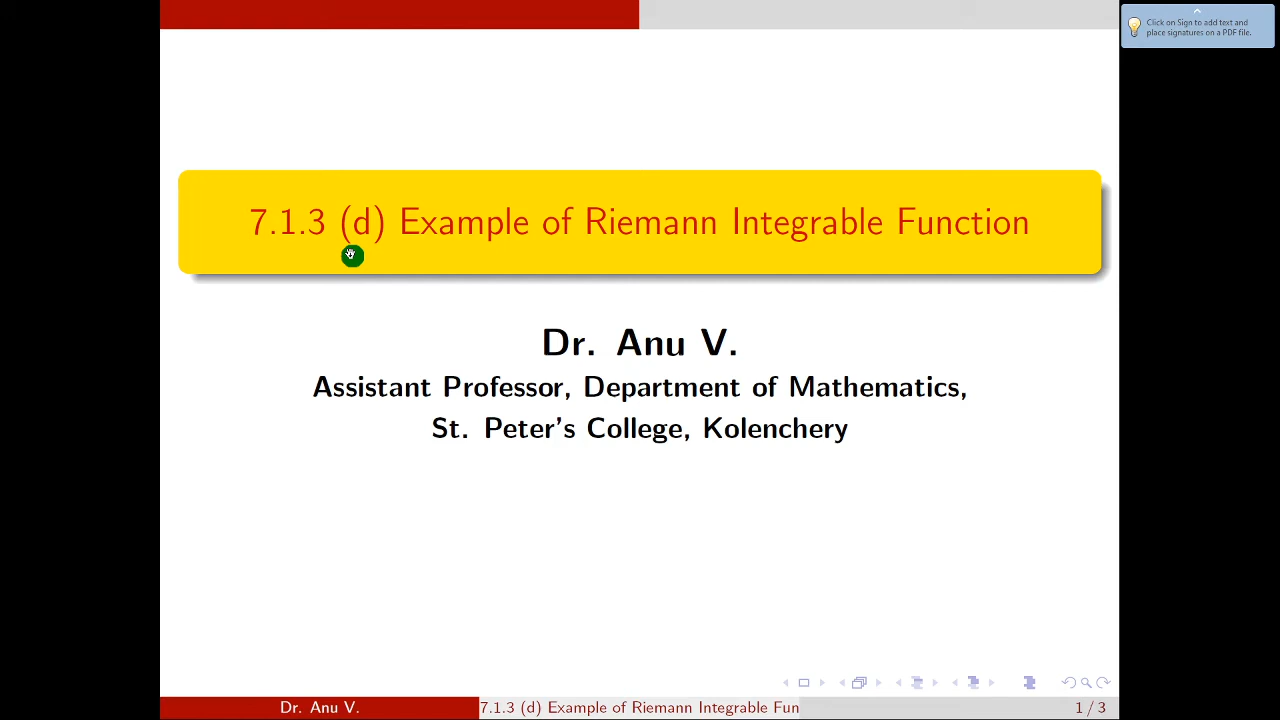 Click on Sign to add text and
place signatures on a PDF file.
7.1.3 (d) Example of Riemann Integrable Function
Dr. Anu V.
Assistant Professor, Department of Mathematics,
St. Peter's College, Kolenchery
Dr. Anu V.
7.1.3 (d) Example of Riemann Integrable Fun
1 / 3